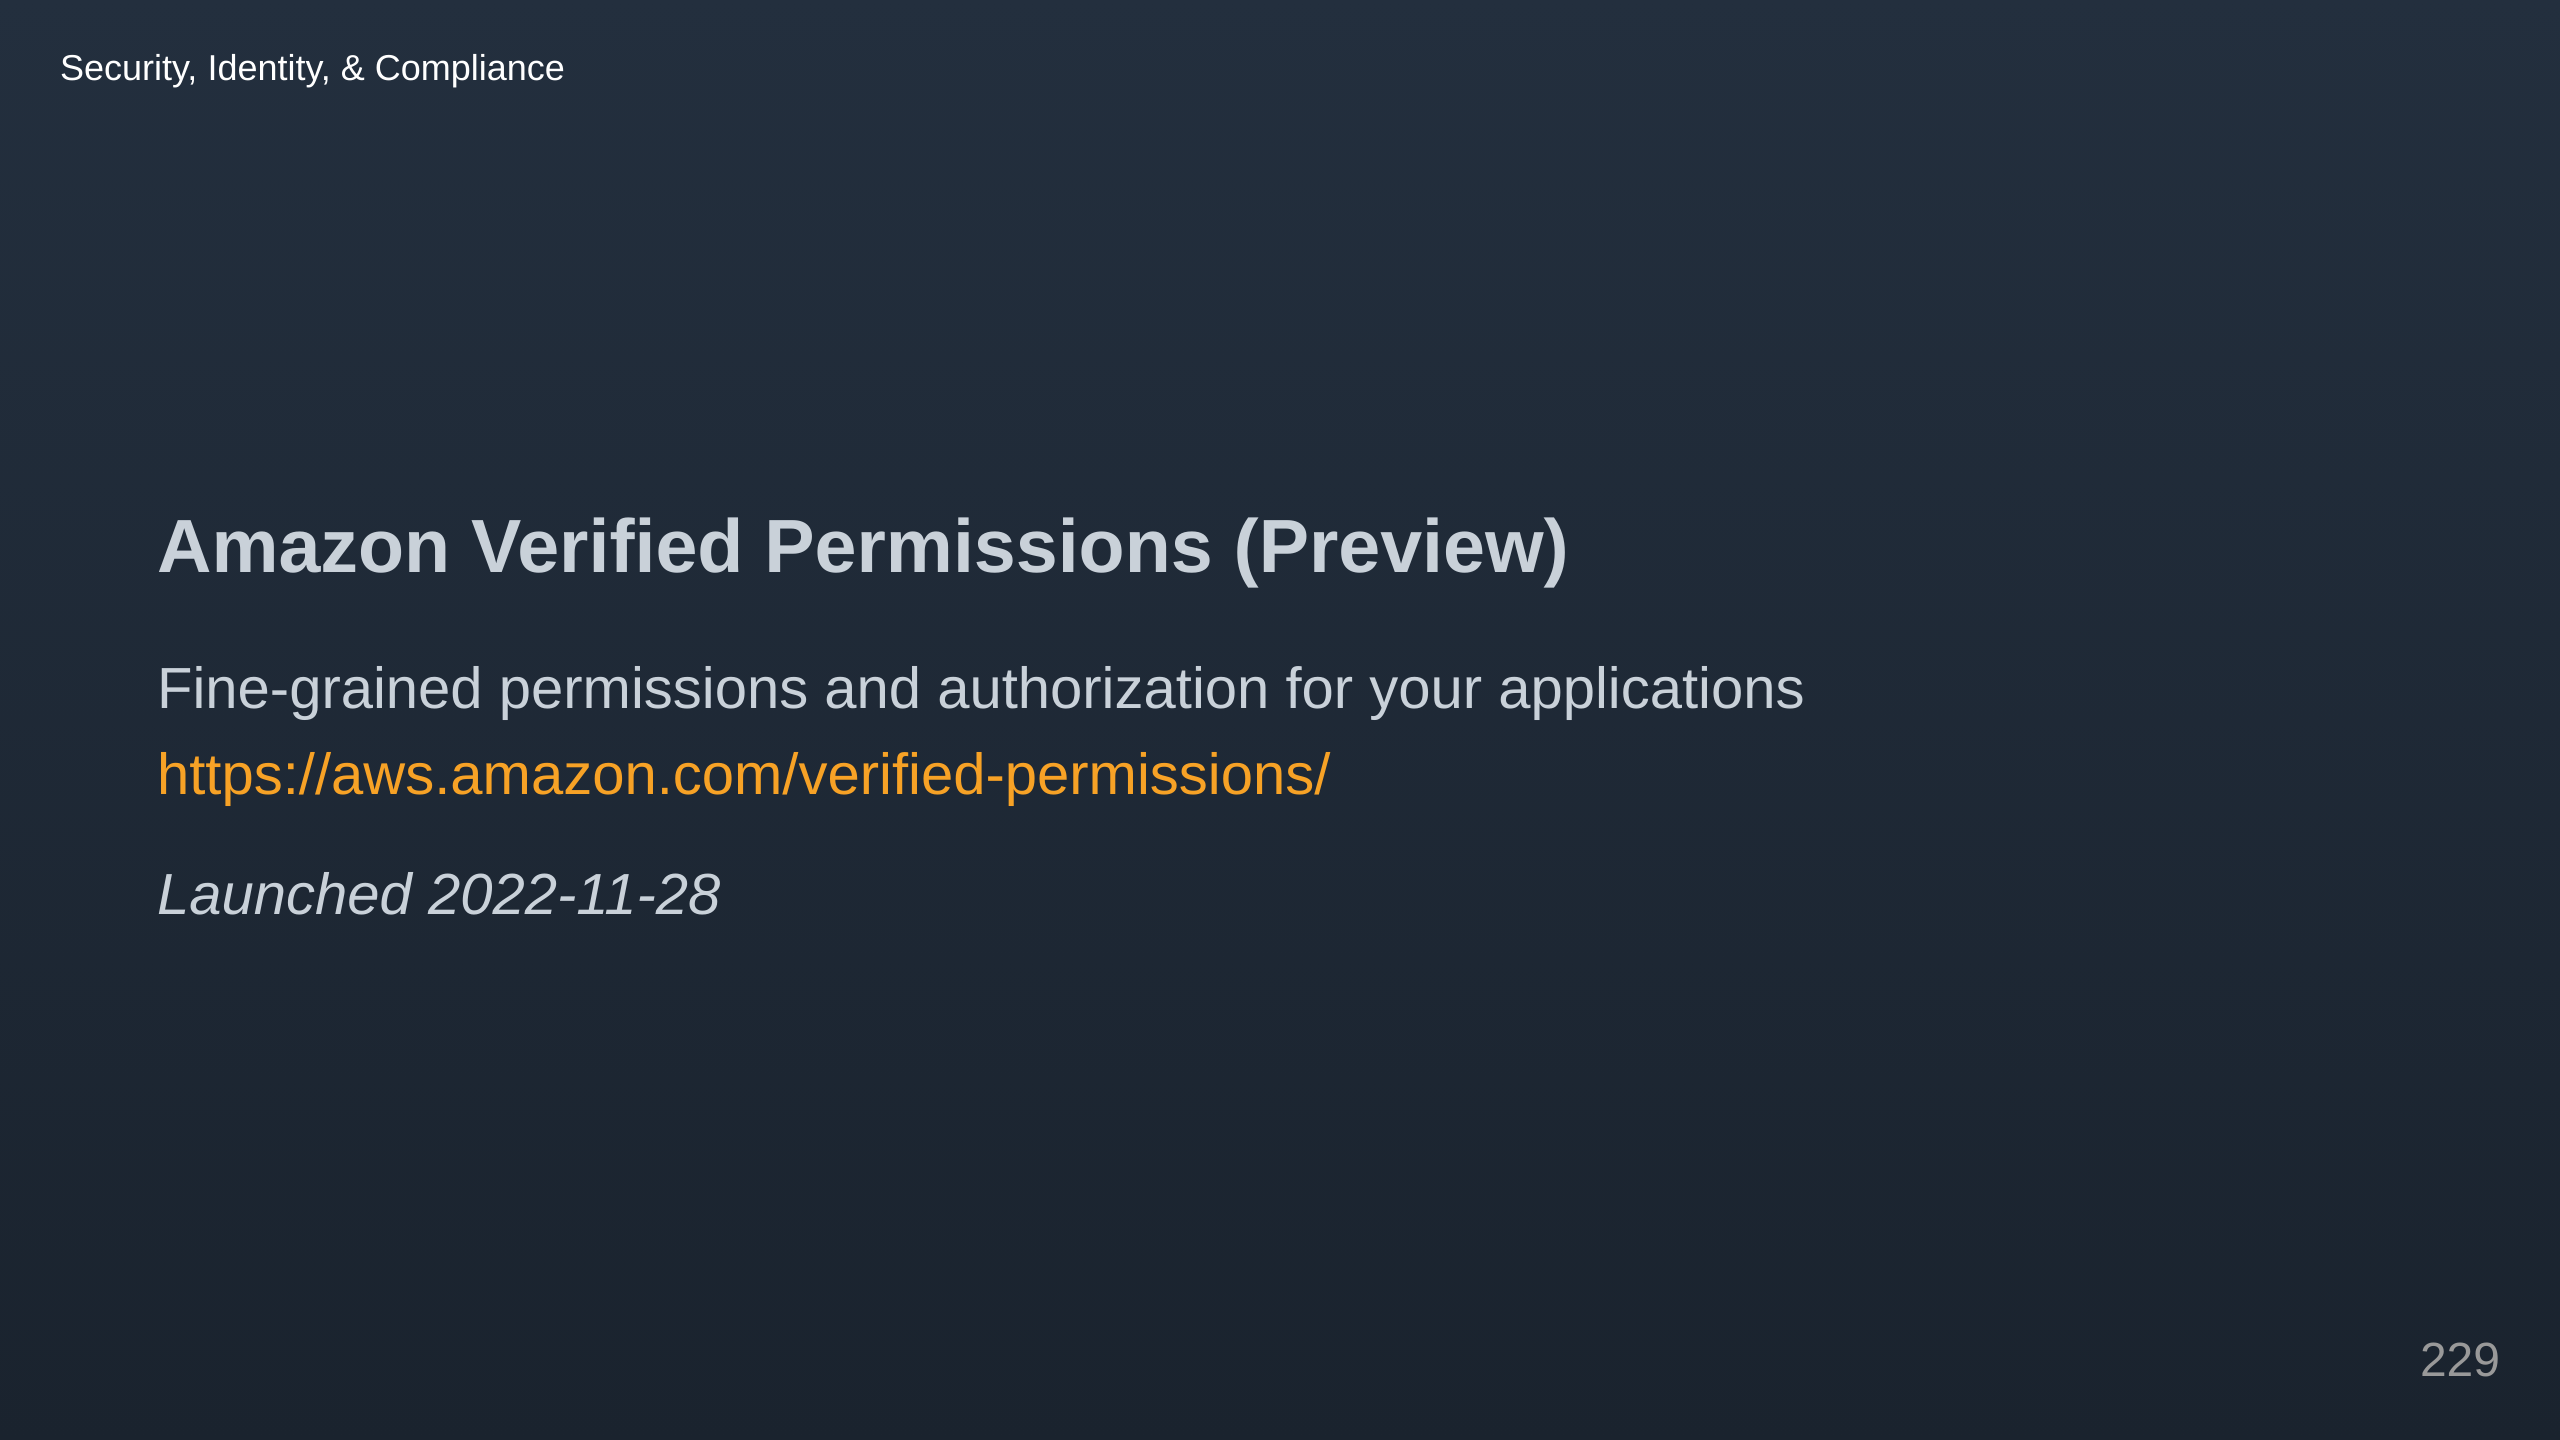 Security, Identity, & Compliance
Amazon Verified Permissions (Preview)
Fine-grained permissions and authorization for your applications
https://aws.amazon.com/verified-permissions/
Launched 2022-11-28
229